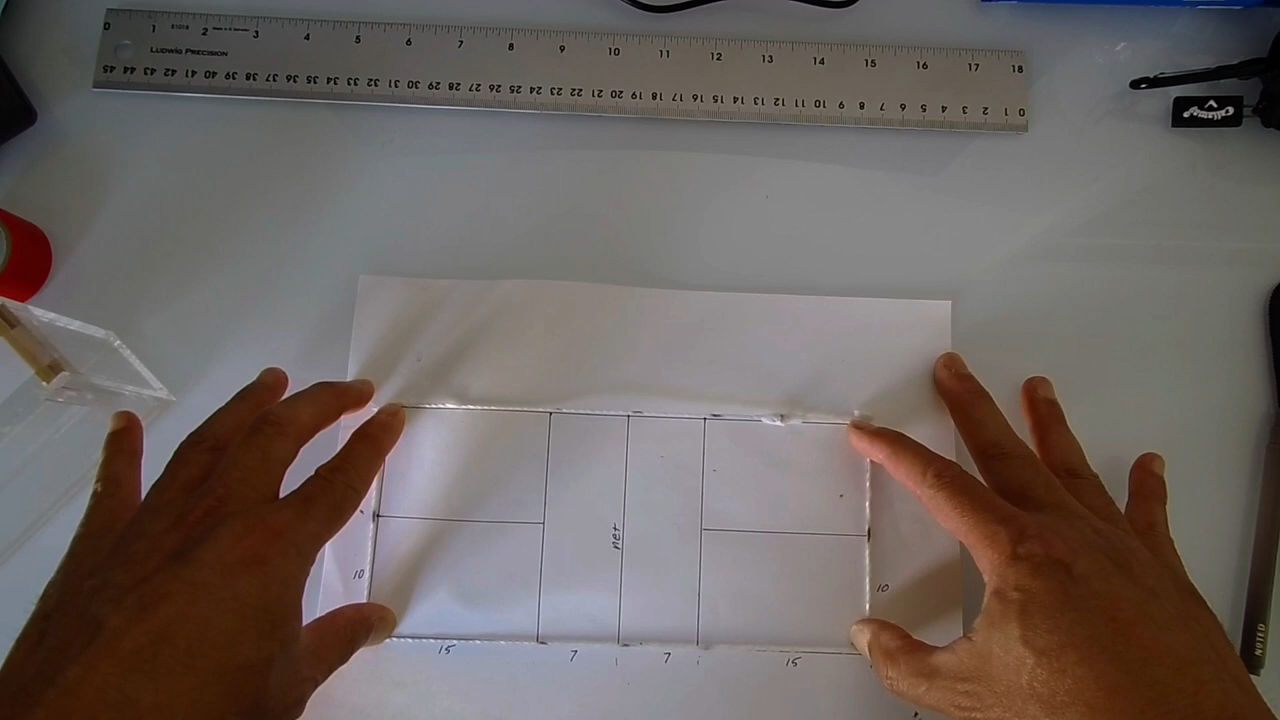 0 1 2 3 4 5 6 7 8 9 10 11 12 13 14 15 16 17 18
LUDWIG PRECISION
45 44 43 42 41 40 39 38 37 36 35 34 33 32 31 30 29 28 27 26 25 24 23 22 21 20 19 18 17 16 15 14 13 12 11 10 9 8 7 6 5 4 3 2 1 0
net
10
10
15 7 7 15
NOTED